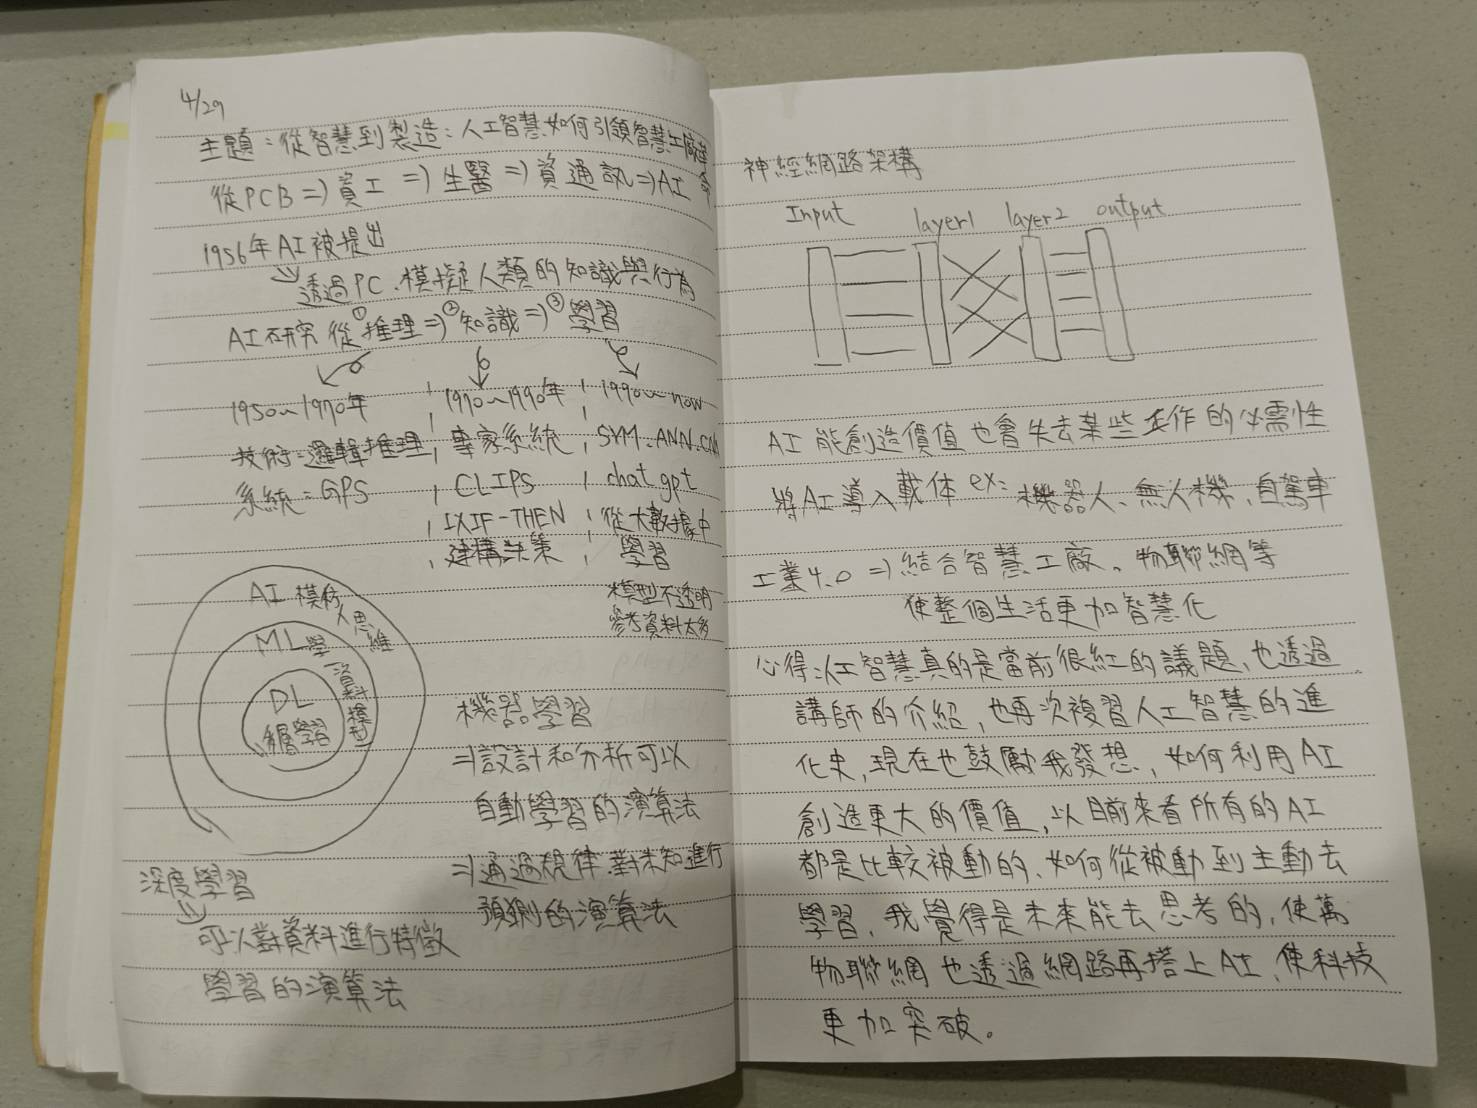 4/29
主題：從智慧到製造：人工智慧如何引領智慧工廠革
命
從PCB⇒資工⇒生醫⇒資通訊⇒AI
1956年AI被提出
透過PC、模擬人類的知識與行為
AI研究從①推理⇒②知識⇒③學習
1950~1970年
技術：邏輯推理
系統：GPS
1970~1990年
專家系統
CLIPS
以IF-THEN
建構決策
1990~now
SYM.ANN.CNN
chat gpt
從大數據中
學習
模型不透明
參考資料太多
AI 模仿
人思維
ML學
資料模型
DL
多層學習
機器學習
⇒設計和分析可以
自動學習的演算法
⇒通過規律、對未知進行
預測的演算法
深度學習
可以對資料進行特徵
學習的演算法
神經網路架構
Input layer1 layer2 output
AI 能創造價值也會失去某些工作的必需性
將AI導入載体 ex：機器人、無人機、自駕車
工業4.0⇒結合智慧工廠、物聯網等
使整個生活更加智慧化
心得：人工智慧真的是當前很紅的議題，也透過
講師的介紹，也再次複習人工智慧的進
化史，現在也鼓勵我發想，如何利用AI
創造更大的價值，以目前來看所有的AI
都是比較被動的、如何從被動到主動去
學習，我覺得是未來能去思考的，使萬
物聯網也透過網路再搭上AI，使科技
更加突破。